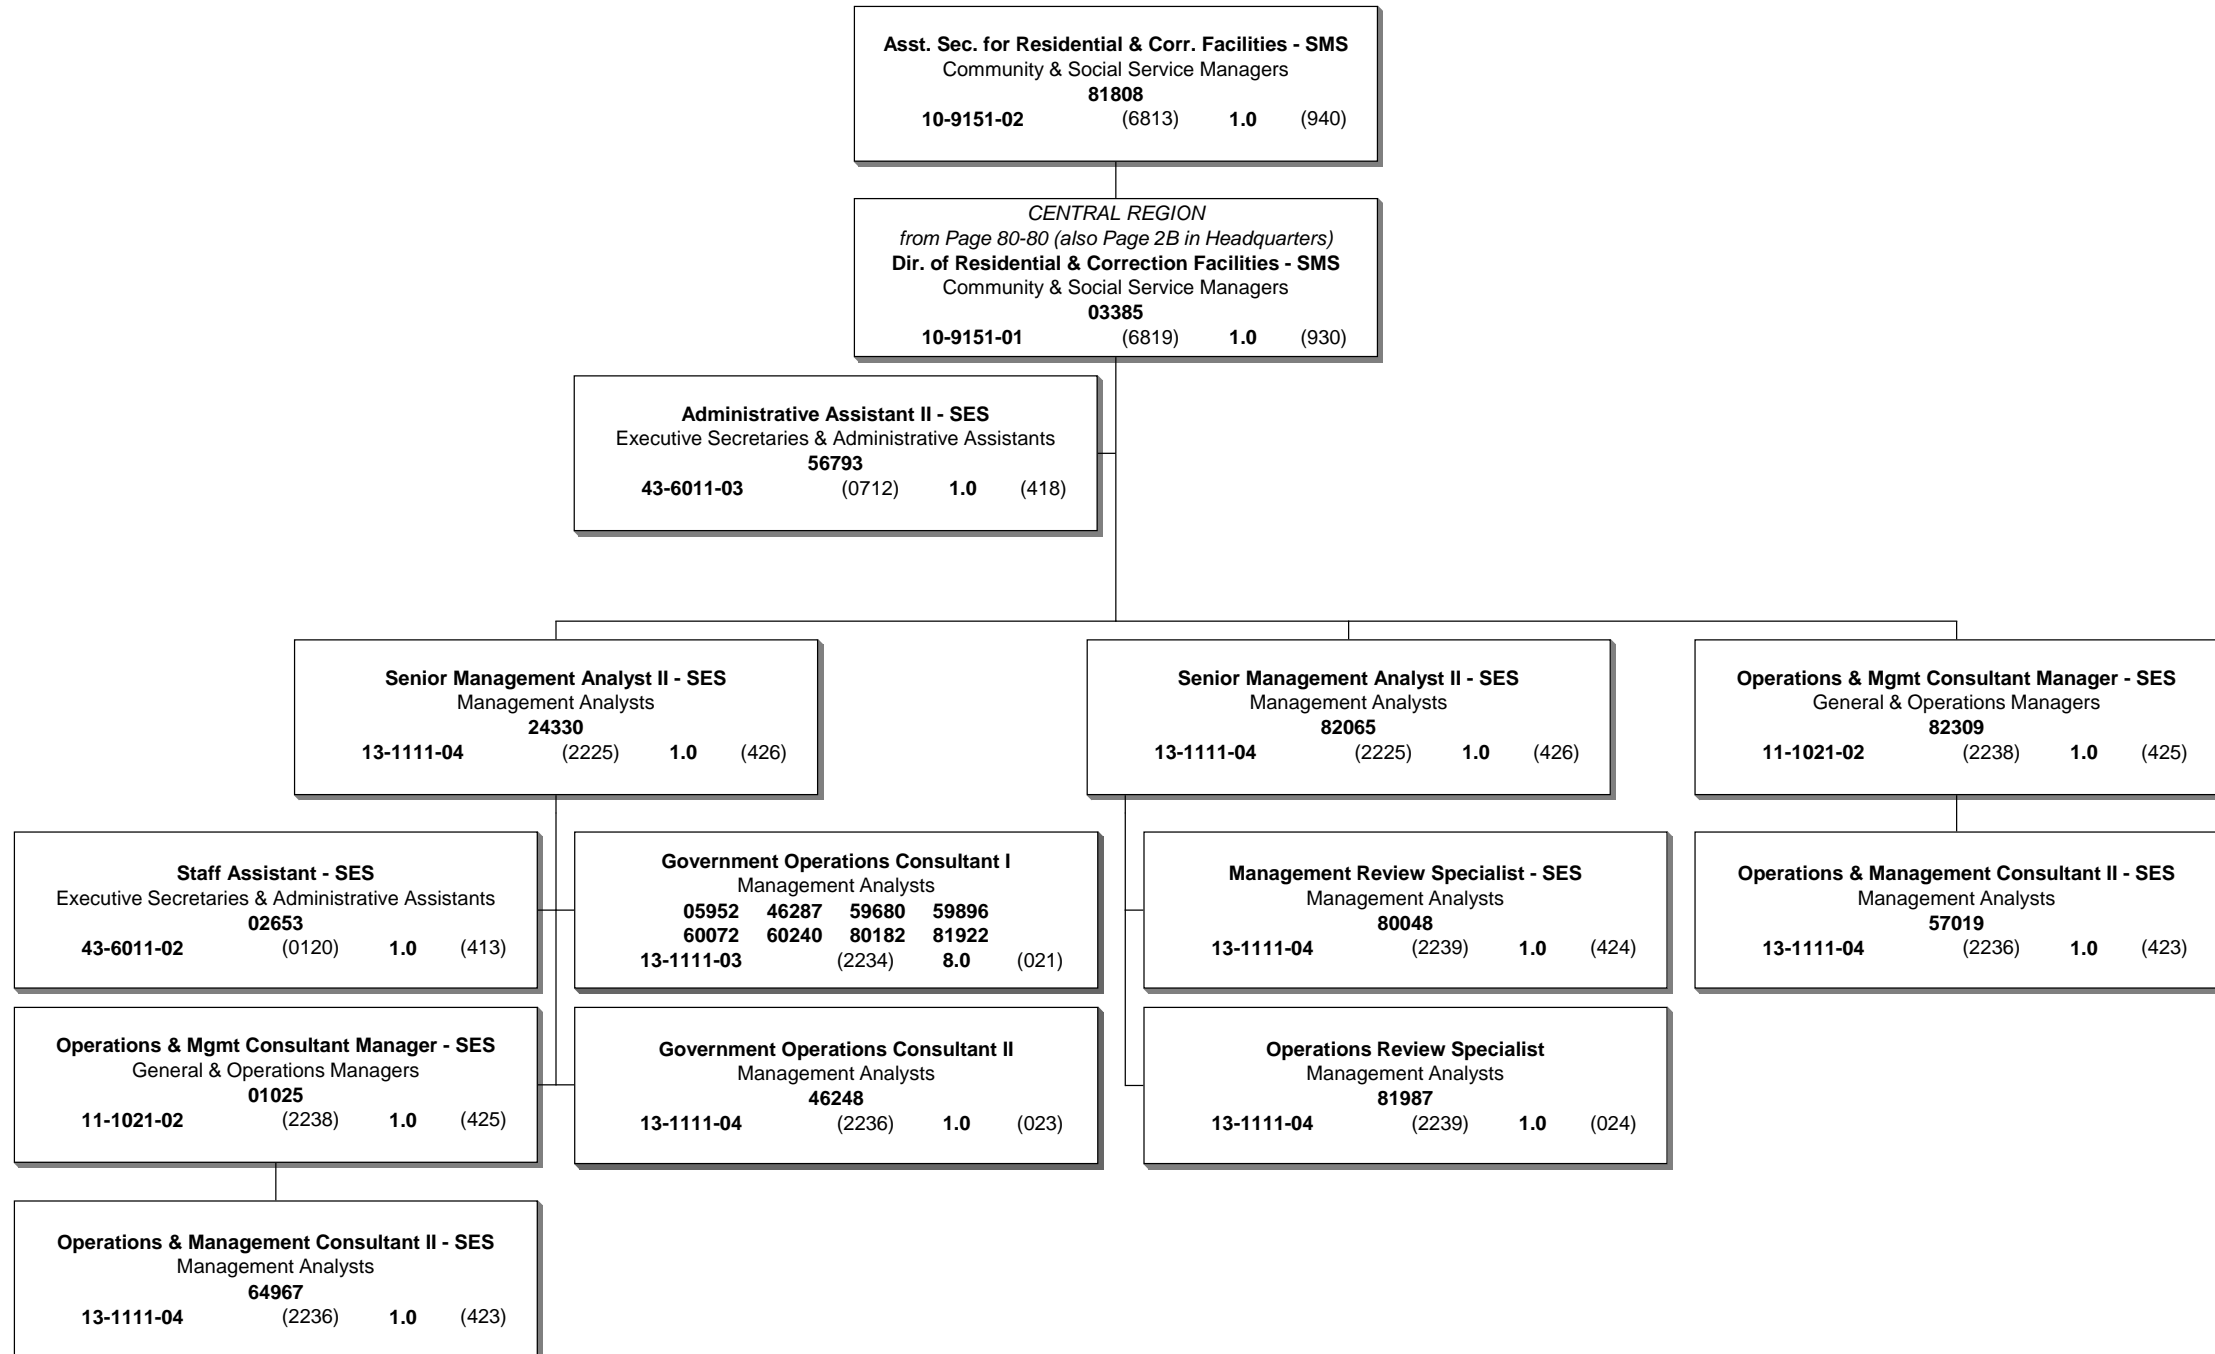 Asst. Sec. for Residential & Corr. Facilities - SMS
Community & Social Service Managers
81808
10-9151-02 (6813) 1.0 (940)
CENTRAL REGION
from Page 80-80 (also Page 2B in Headquarters)
Dir. of Residential & Correction Facilities - SMS
Community & Social Service Managers
03385
10-9151-01 (6819) 1.0 (930)
Administrative Assistant II - SES
Executive Secretaries & Administrative Assistants
56793
43-6011-03 (0712) 1.0 (418)
Senior Management Analyst II - SES
Management Analysts
24330
13-1111-04 (2225) 1.0 (426)
Senior Management Analyst II - SES
Management Analysts
82065
13-1111-04 (2225) 1.0 (426)
Operations & Mgmt Consultant Manager - SES
General & Operations Managers
82309
11-1021-02 (2238) 1.0 (425)
Staff Assistant - SES
Executive Secretaries & Administrative Assistants
02653
43-6011-02 (0120) 1.0 (413)
Government Operations Consultant I
Management Analysts
05952 46287 59680 59896
60072 60240 80182 81922
13-1111-03 (2234) 8.0 (021)
Management Review Specialist - SES
Management Analysts
80048
13-1111-04 (2239) 1.0 (424)
Operations & Management Consultant II - SES
Management Analysts
57019
13-1111-04 (2236) 1.0 (423)
Operations & Mgmt Consultant Manager - SES
General & Operations Managers
01025
11-1021-02 (2238) 1.0 (425)
Government Operations Consultant II
Management Analysts
46248
13-1111-04 (2236) 1.0 (023)
Operations Review Specialist
Management Analysts
81987
13-1111-04 (2239) 1.0 (024)
Operations & Management Consultant II - SES
Management Analysts
64967
13-1111-04 (2236) 1.0 (423)